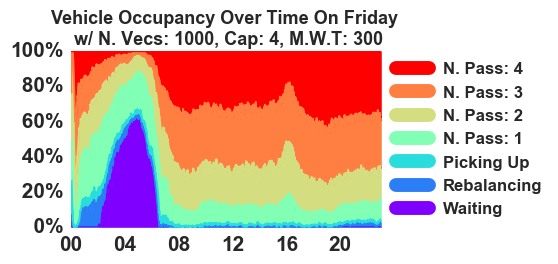 Vehicle Occupancy Over Time On Friday
w/ N. Vecs: 1000, Cap: 4, M.W.T: 300
100%
80%
60%
40%
20%
0%
00 04 08 12 16 20
N. Pass: 4
N. Pass: 3
N. Pass: 2
N. Pass: 1
Picking Up
Rebalancing
Waiting